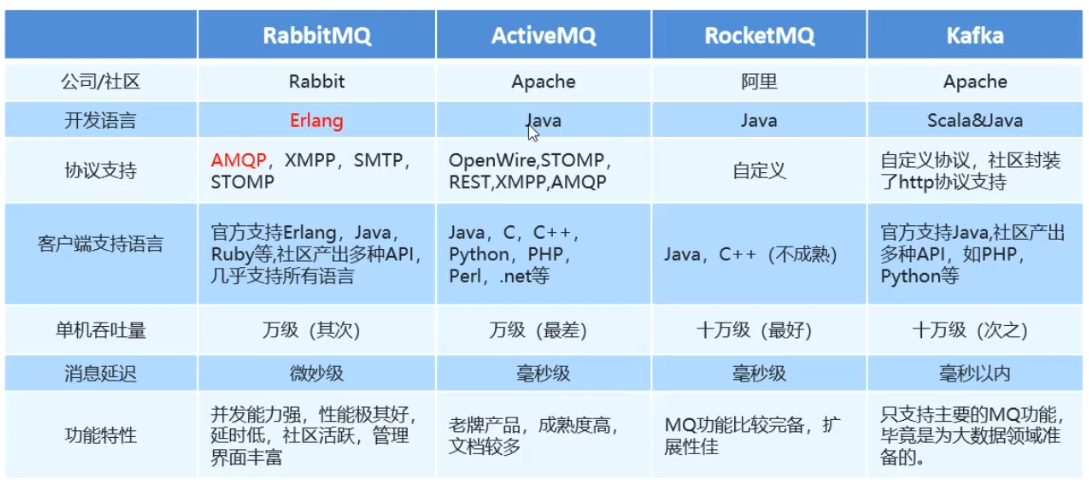 RabbitMQ ActiveMQ RocketMQ Kafka
公司/社区 Rabbit Apache 阿里 Apache
开发语言 Erlang Java Java Scala&Java
协议支持
AMQP，XMPP，SMTP，
STOMP
OpenWire,STOMP，
REST,XMPP,AMQP
自定义
自定义协议，社区封装
了http协议支持
客户端支持语言
官方支持Erlang，Java，
Ruby等,社区产出多种API，
几乎支持所有语言
Java，C，C++，
Python，PHP，
Perl，.net等
Java，C++（不成熟）
官方支持Java,社区产出
多种API，如PHP，
Python等
单机吞吐量 万级（其次） 万级（最差） 十万级（最好） 十万级（次之）
消息延迟 微妙级 毫秒级 毫秒级 毫秒以内
功能特性
并发能力强，性能极其好，
延时低，社区活跃，管理
界面丰富
老牌产品，成熟度高，
文档较多
MQ功能比较完备，扩
展性佳
只支持主要的MQ功能，
毕竟是为大数据领域准
备的。